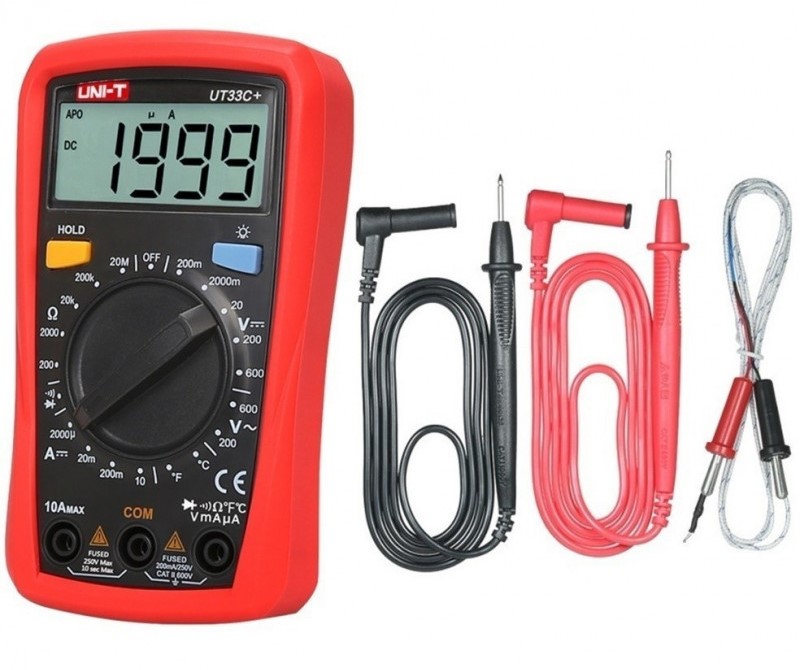 UNI-T
UT33C+
APO
µ A
DC
1999
HOLD
20M
OFF
200m
200k
2000m
20k
20
Ω
V
2000
200
200
600
600
2000µ
V~
A
200
20m
°C
200m
10
°F
CE
10AMAX
COM
Ω°F°C
VmAµA
FUSED
250V Max
10 sec Max
FUSED
200mA/250V
CAT II 600V